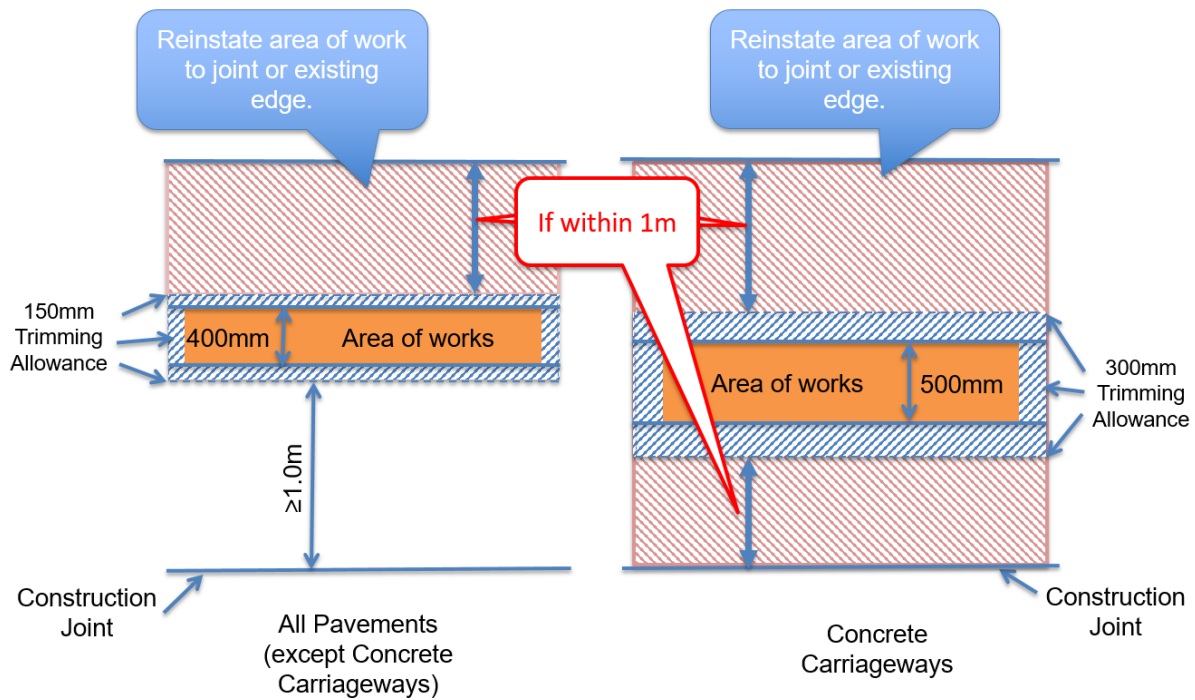 Reinstate area of work
to joint or existing
edge.
Reinstate area of work
to joint or existing
edge.
If within 1m
150mm
Trimming
Allowance
400mm
Area of works
Area of works
500mm
300mm
Trimming
Allowance
≥1.0m
Construction
Joint
All Pavements
(except Concrete
Carriageways)
Concrete
Carriageways
Construction
Joint